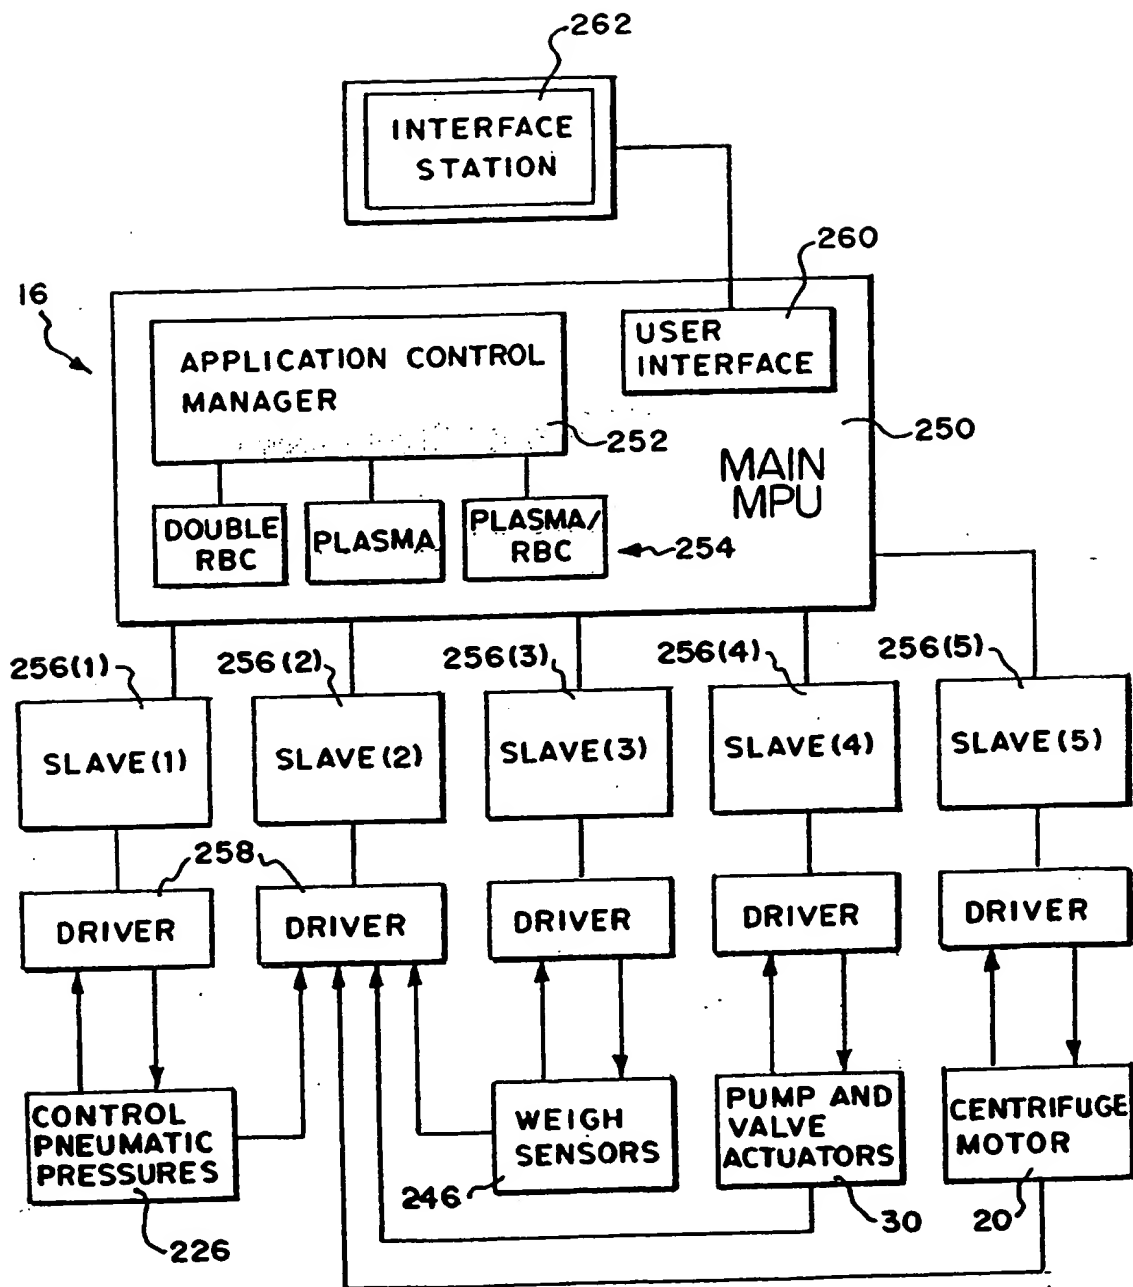 262
INTERFACE
STATION
260
16
USER
INTERFACE
APPLICATION CONTROL
MANAGER
252
250
MAIN
MPU
DOUBLE
RBC
PLASMA
PLASMA/
RBC
254
256(1)
256(2)
256(3)
256(4)
256(5)
SLAVE(1)
SLAVE(2)
SLAVE(3)
SLAVE(4)
SLAVE(5)
258
DRIVER
DRIVER
DRIVER
DRIVER
DRIVER
CONTROL
PNEUMATIC
PRESSURES
WEIGH
SENSORS
PUMP AND
VALVE
ACTUATORS
CENTRIFUGE
MOTOR
226
246
30
20